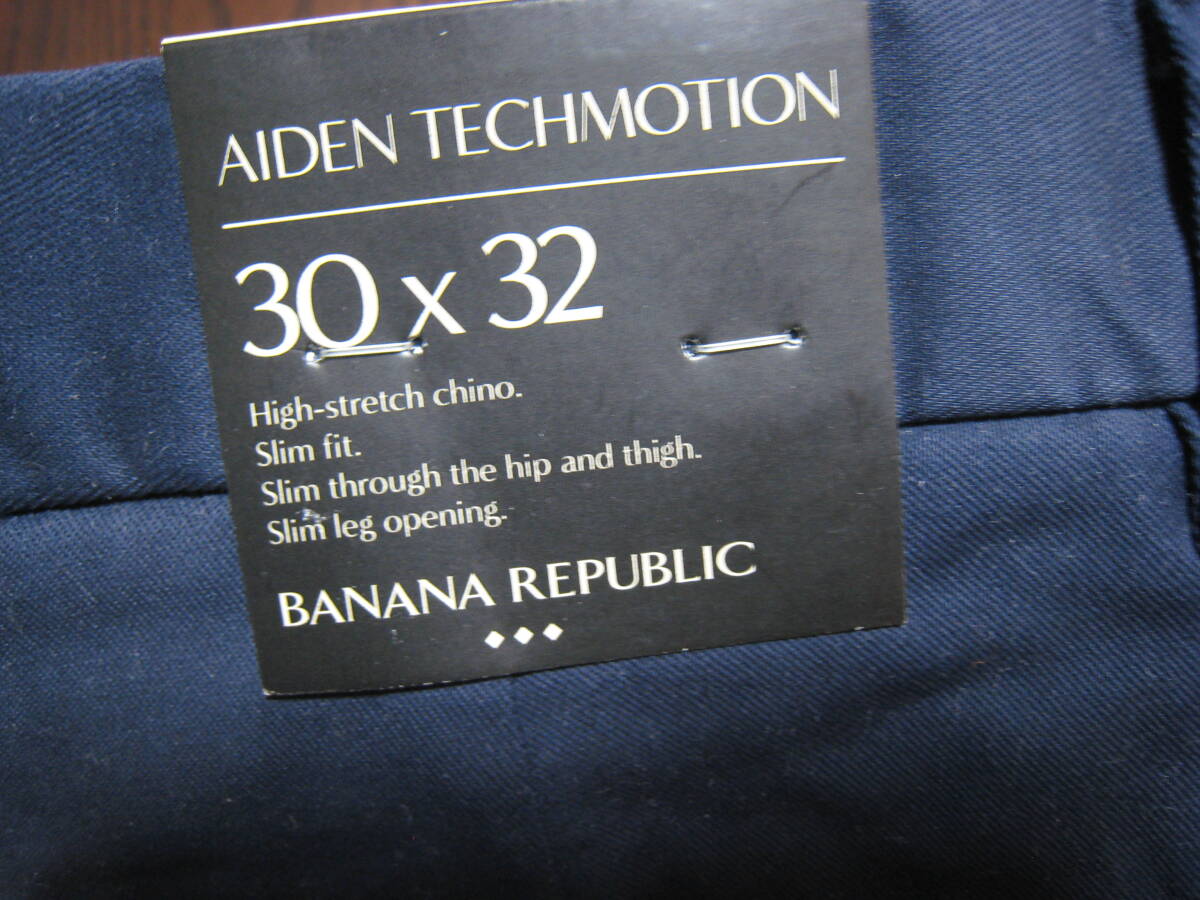 AIDEN TECHMOTION
30 x 32
High-stretch chino.
Slim fit.
Slim through the hip and thigh.
Slim leg opening.
BANANA REPUBLIC